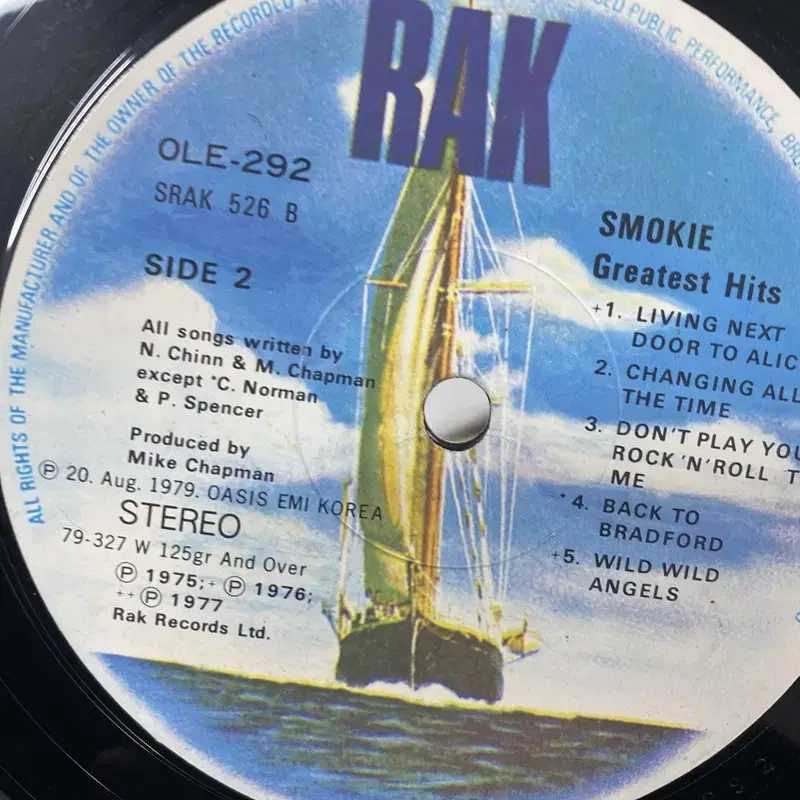 ALL RIGHTS OF THE MANUFACTURER AND OF THE OWNER OF THE RECORDED
PUBLIC PERFORMANCE,
RAK
OLE-292
SRAK 526 B
SIDE 2
All songs written by
N. Chinn & M. Chapman
except *C. Norman
& P. Spencer
Produced by
Mike Chapman
℗ 20. Aug. 1979. OASIS EMI KOREA
STEREO
79-327 W 125gr And Over
℗ 1975;+ ℗ 1976;
++℗ 1977
Rak Records Ltd.
SMOKIE
Greatest Hits
+1. LIVING NEXT
DOOR TO ALIC
2. CHANGING ALL
THE TIME
3. DON'T PLAY YOU
ROCK'N'ROLL T
ME
*4. BACK TO
BRADFORD
+5. WILD WILD
ANGELS